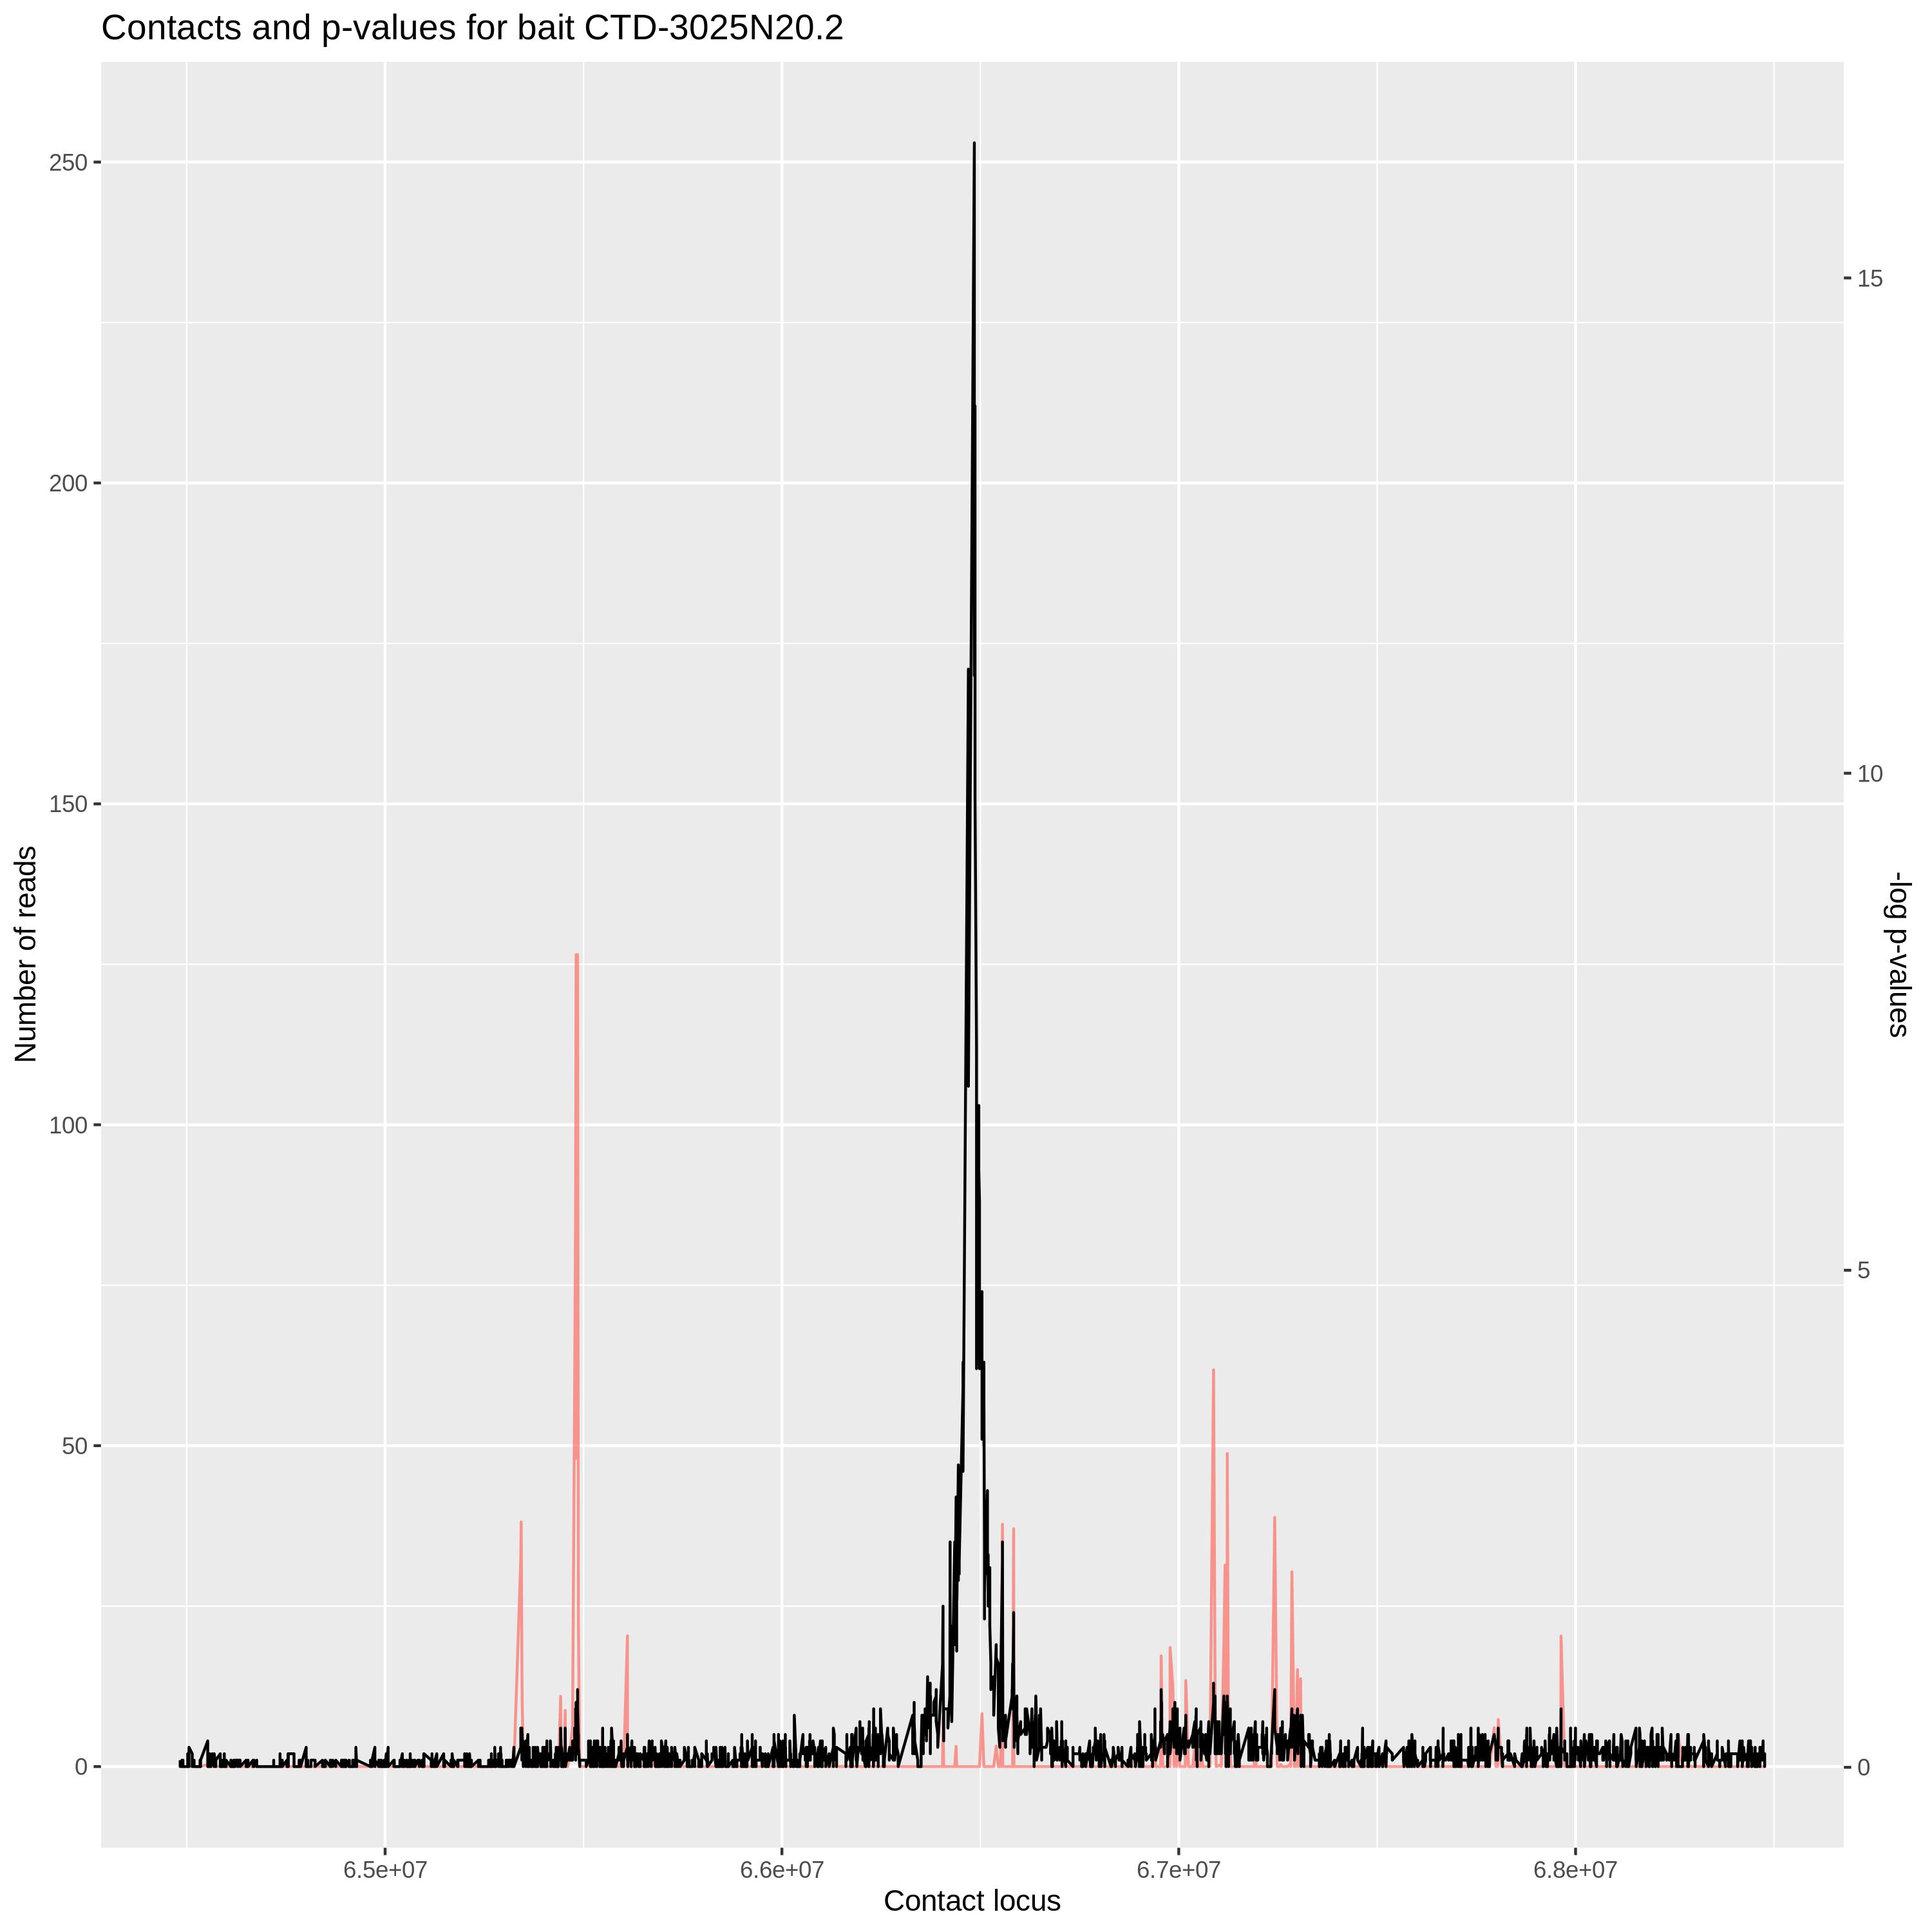 Contacts and p-values for bait CTD-3025N20.2
250
200
150
100
50
0
Number of reads
15
10
5
0
-log p-values
6.5e+07
6.6e+07
6.7e+07
6.8e+07
Contact locus